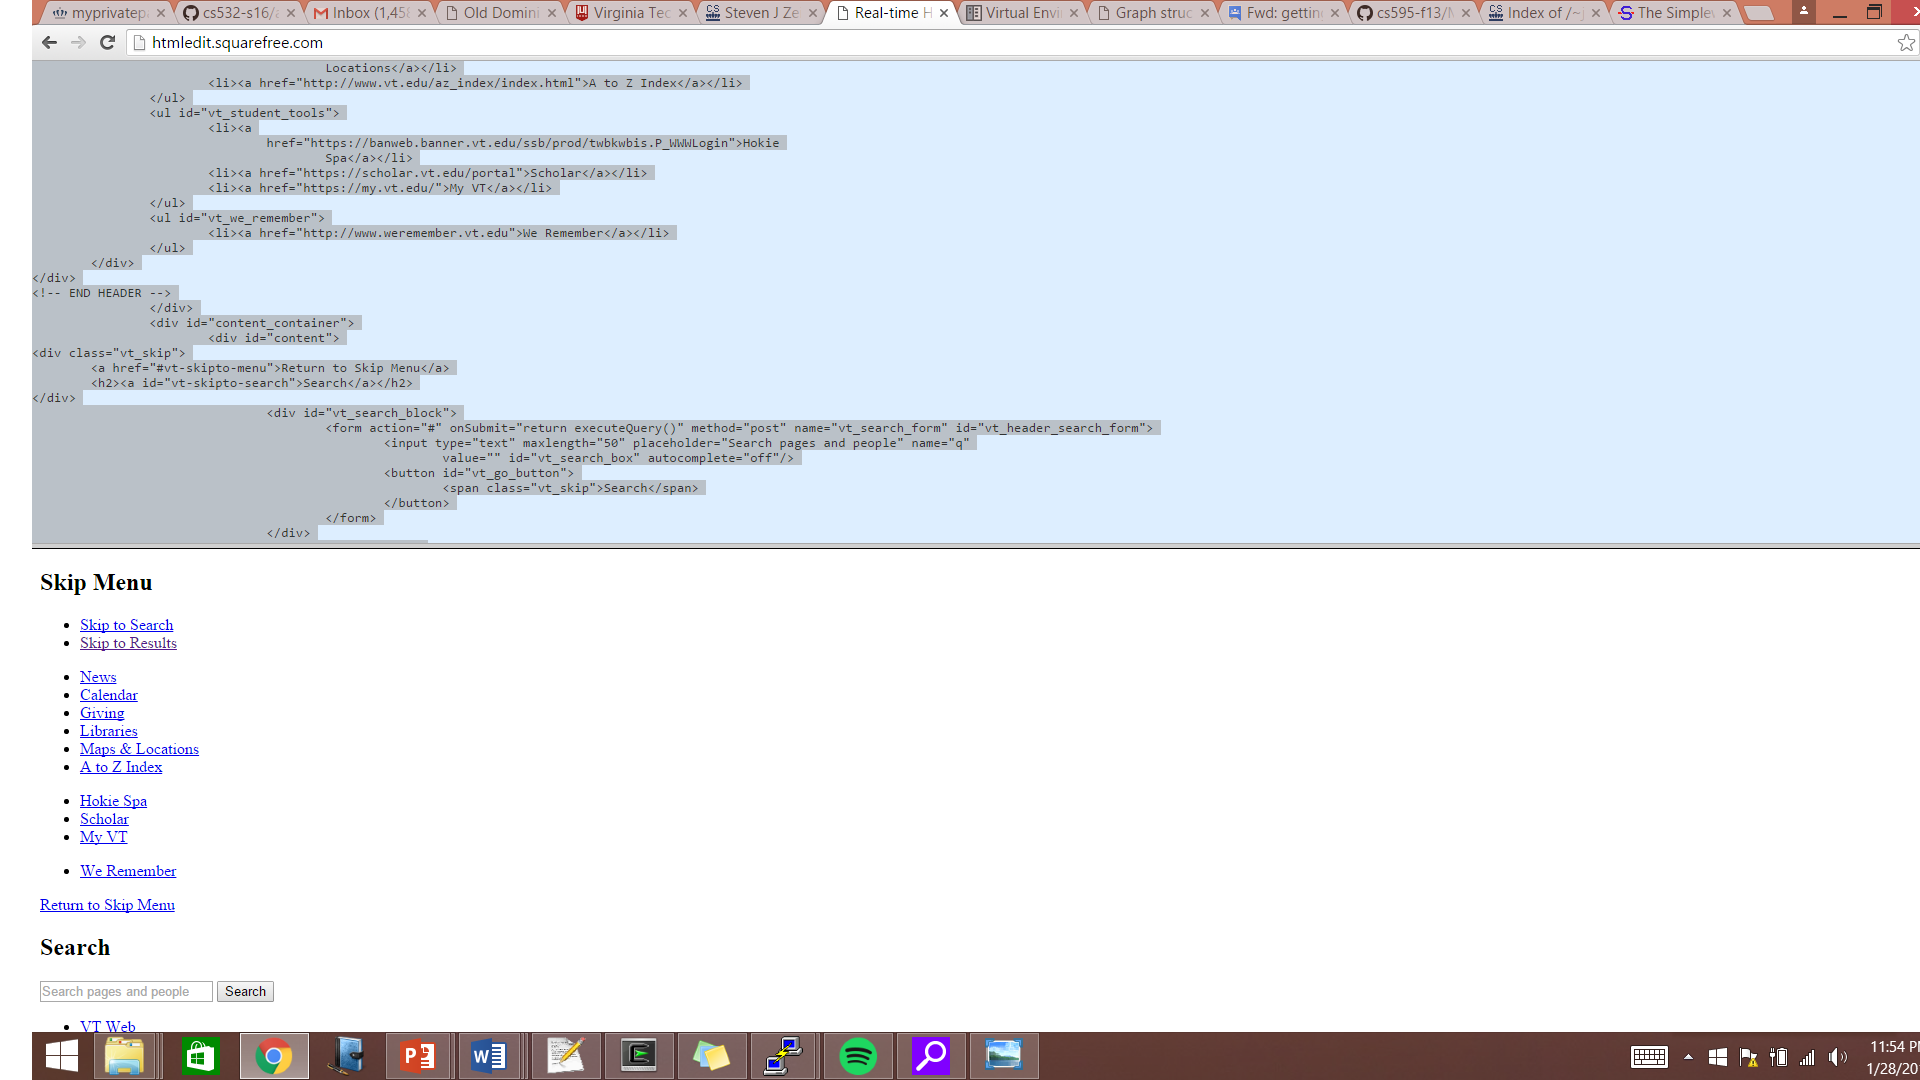 myprivatepa
cs532-s16/a
Inbox (1,458
Old Domini
Virginia Tec
Steven J Ze
Real-time H
Virtual Envi
Graph struc
Fwd: getting
cs595-f13/M
Index of /~j
The Simplew
htmledit.squarefree.com
Locations</a></li>
<li><a href="http://www.vt.edu/az_index/index.html">A to Z Index</a></li>
</ul>
<ul id="vt_student_tools">
<li><a
href="https://banweb.banner.vt.edu/ssb/prod/twbkwbis.P_WWWLogin">Hokie
Spa</a></li>
<li><a href="https://scholar.vt.edu/portal">Scholar</a></li>
<li><a href="https://my.vt.edu/">My VT</a></li>
</ul>
<ul id="vt_we_remember">
<li><a href="http://www.weremember.vt.edu">We Remember</a></li>
</ul>
</div>
</div>
<!-- END HEADER -->
</div>
<div id="content_container">
<div id="content">
<div class="vt_skip">
<a href="#vt-skipto-menu">Return to Skip Menu</a>
<h2><a id="vt-skipto-search">Search</a></h2>
</div>
<div id="vt_search_block">
<form action="#" onSubmit="return executeQuery()" method="post" name="vt_search_form" id="vt_header_search_form">
<input type="text" maxlength="50" placeholder="Search pages and people" name="q"
value="" id="vt_search_box" autocomplete="off"/>
<button id="vt_go_button">
<span class="vt_skip">Search</span>
</button>
</form>
</div>
Skip Menu
Skip to Search
Skip to Results
News
Calendar
Giving
Libraries
Maps & Locations
A to Z Index
Hokie Spa
Scholar
My VT
We Remember
Return to Skip Menu
Search
Search pages and people Search
VT Web
11:54 P
1/28/20